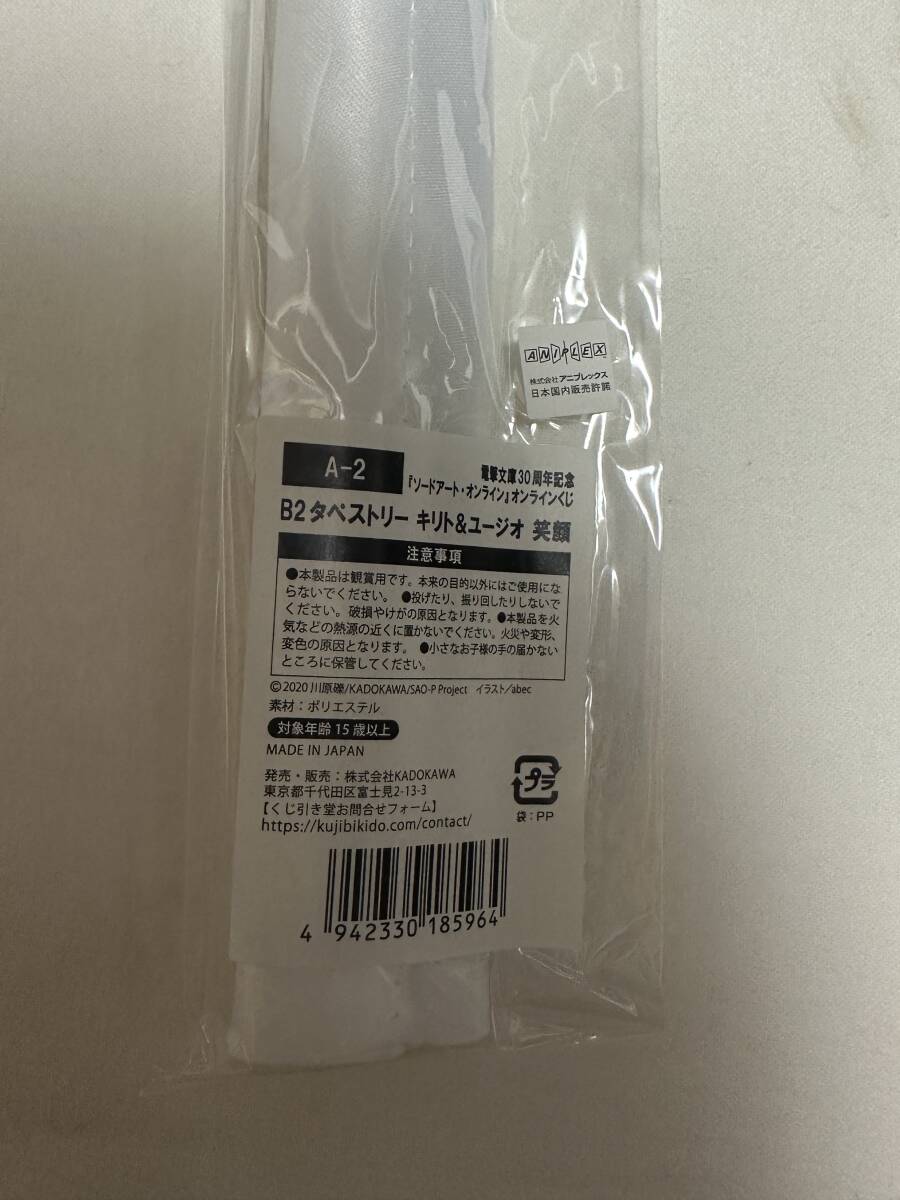 ANIPLEX
株式会社アニプレックス
日本国内販売許諾
A-2
電撃文庫30周年記念
『ソードアート・オンライン』オンラインくじ
B2タペストリー キリト&ユージオ 笑顔
注意事項
●本製品は観賞用です。本来の目的以外にはご使用にな
らないでください。 ●投げたり、振り回したりしないで
ください。破損やけがの原因となります。●本製品を火
気などの熱源の近くに置かないでください。火災や変形、
変色の原因となります。 ●小さなお子様の手の届かない
ところに保管してください。
©2020 川原礫/KADOKAWA/SAO-P Project イラスト/abec
素材：ポリエステル
対象年齢 15 歳以上
MADE IN JAPAN
発売・販売：株式会社KADOKAWA
東京都千代田区富士見2-13-3
【くじ引き堂お問合せフォーム】
https://kujibikido.com/contact/
プラ
袋：PP
4 942330 185964